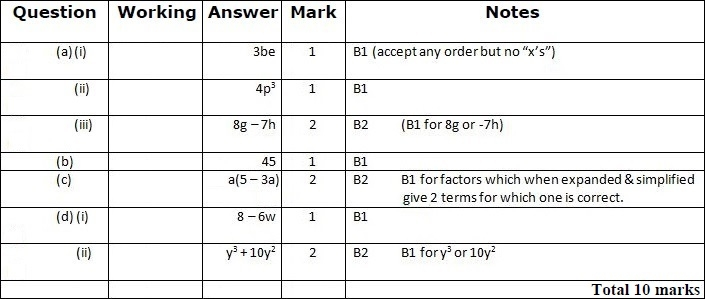 Question Working Answer Mark Notes
(a)(i) 3be 1 B1 (accept any order but no “x’s”)
(ii) 4p³ 1 B1
(iii) 8g – 7h 2 B2 (B1 for 8g or -7h)
(b) 45 1 B1
(c) a(5 – 3a) 2 B2 B1 for factors which when expanded & simplified
give 2 terms for which one is correct.
(d)(i) 8 – 6w 1 B1
(ii) y³ + 10y² 2 B2 B1 for y³ or 10y²
Total 10 marks